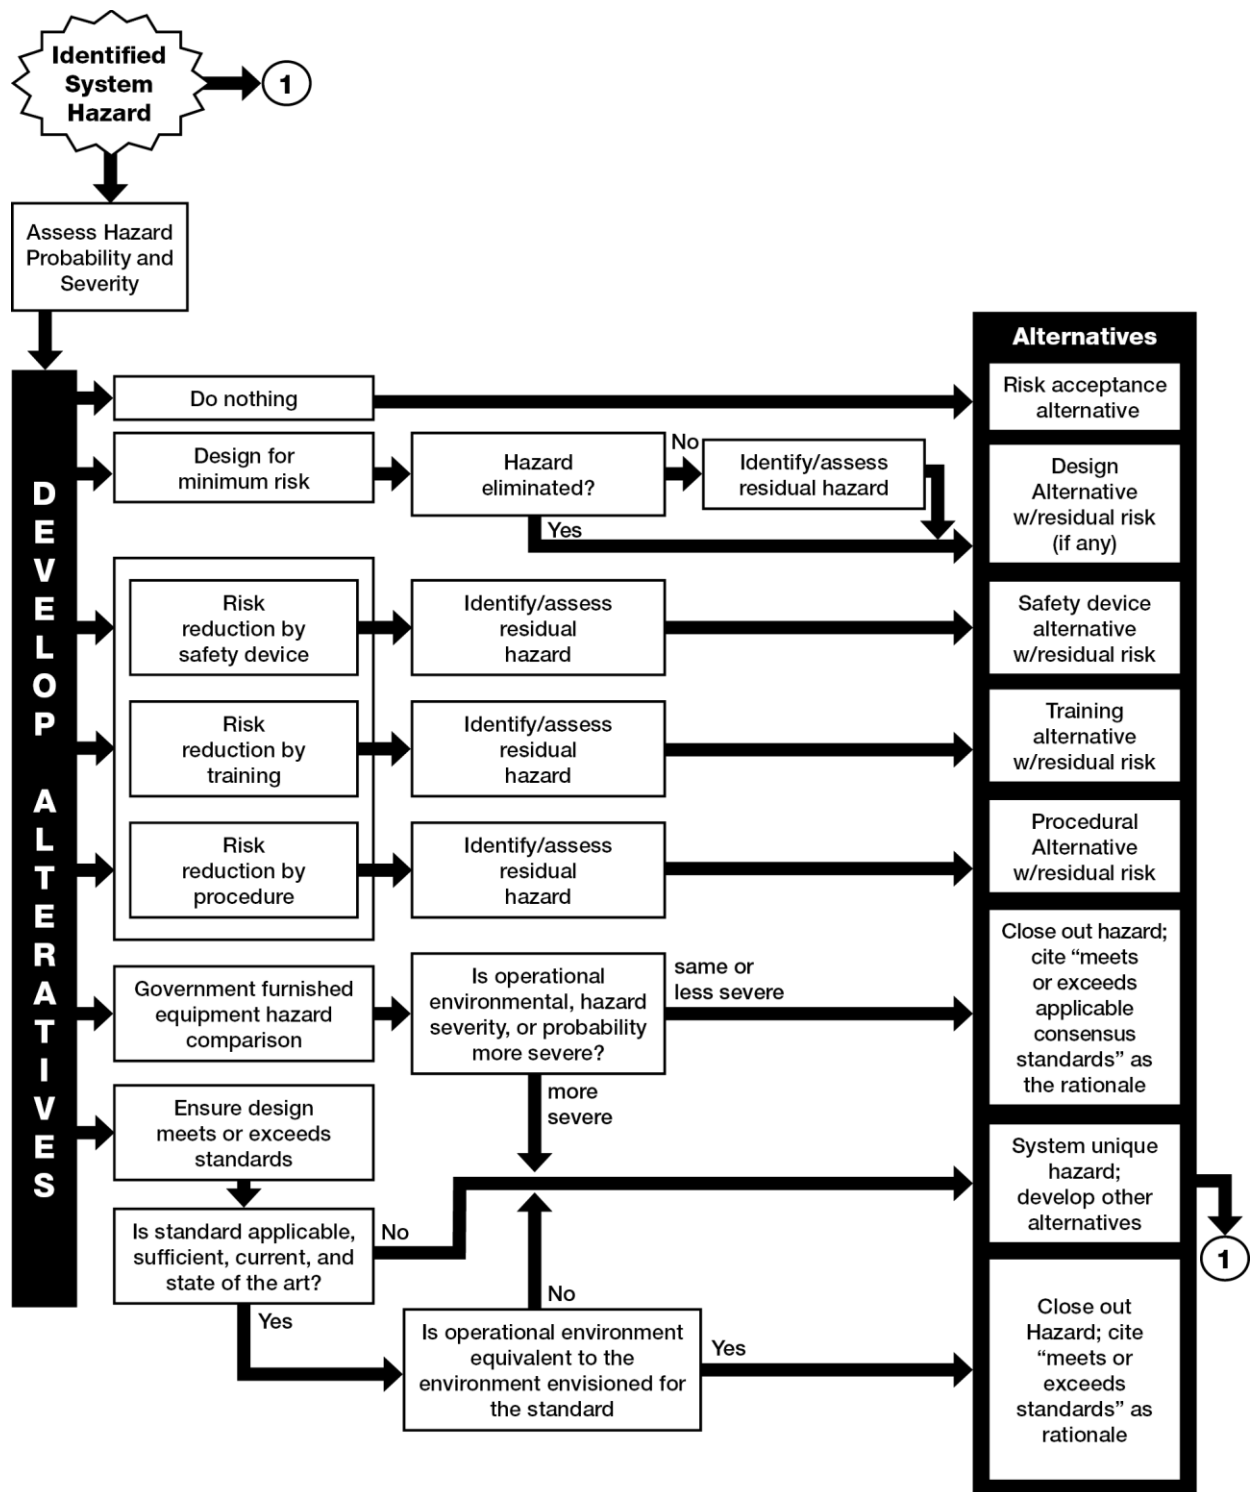 Identified
System
Hazard
1
Assess Hazard
Probability and
Severity
DEVELOP ALTERATIVES
Alternatives
Do nothing
Risk acceptance
alternative
Design for
minimum risk
Hazard
eliminated?
No
Identify/assess
residual hazard
Yes
Design
Alternative
w/residual risk
(if any)
Risk
reduction by
safety device
Identify/assess
residual
hazard
Safety device
alternative
w/residual risk
Risk
reduction by
training
Identify/assess
residual
hazard
Training
alternative
w/residual risk
Risk
reduction by
procedure
Identify/assess
residual
hazard
Procedural
Alternative
w/residual risk
Government furnished
equipment hazard
comparison
Is operational
environmental, hazard
severity, or probability
more severe?
same or
less severe
more
severe
Close out hazard;
cite “meets
or exceeds
applicable
consensus
standards” as
the rationale
Ensure design
meets or exceeds
standards
Is standard applicable,
sufficient, current, and
state of the art?
No
System unique
hazard;
develop other
alternatives
1
Yes
No
Is operational environment
equivalent to the
environment envisioned for
the standard
Yes
Close out
Hazard; cite
“meets or
exceeds
standards” as
rationale